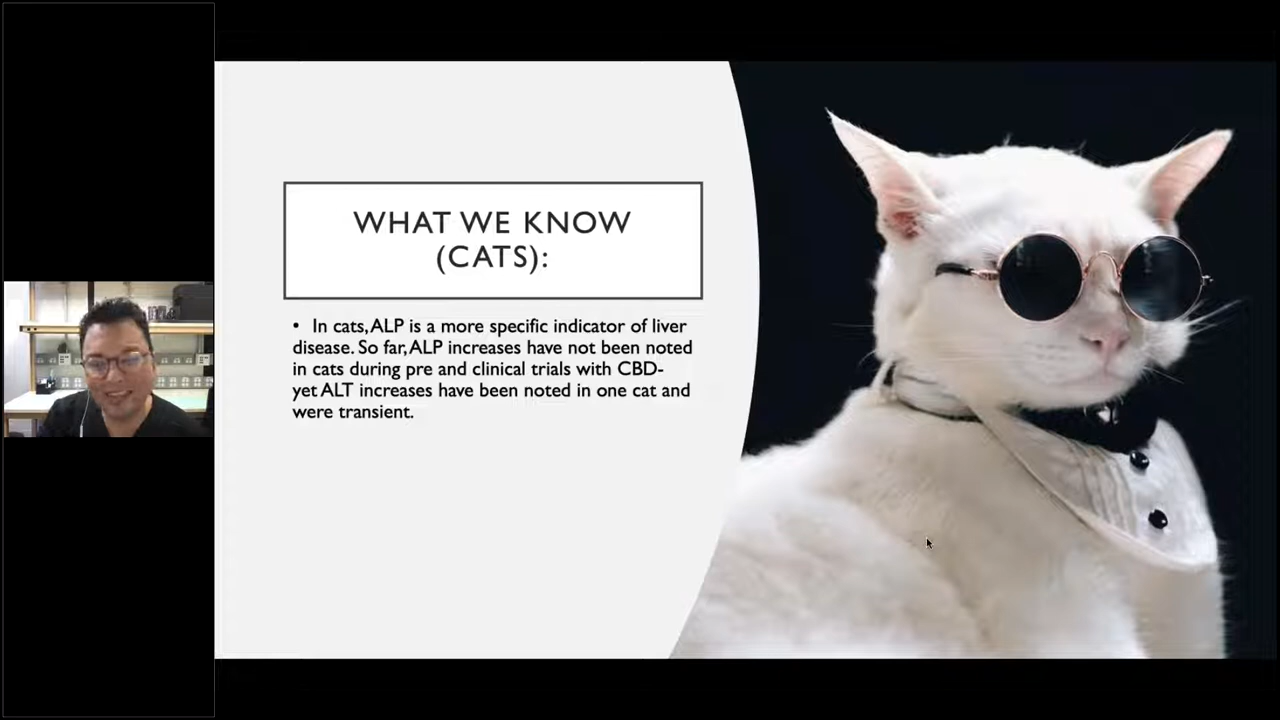 WHAT WE KNOW
(CATS):
• In cats, ALP is a more specific indicator of liver
disease. So far, ALP increases have not been noted
in cats during pre and clinical trials with CBD-
yet ALT increases have been noted in one cat and
were transient.